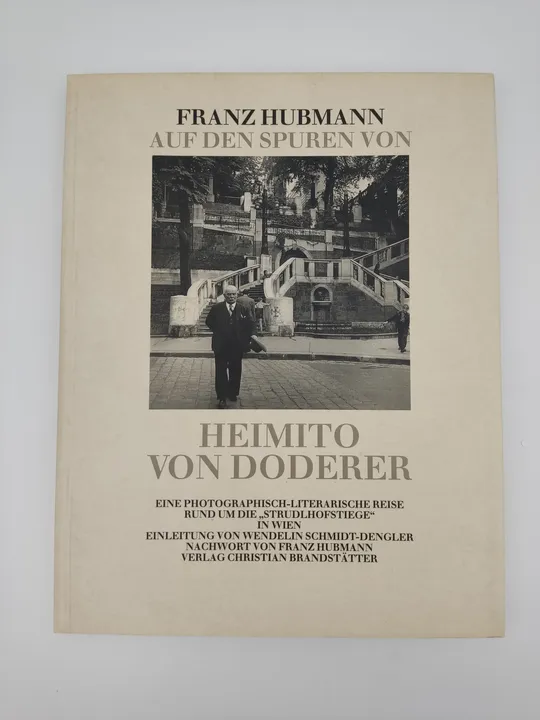 FRANZ HUBMANN
AUF DEN SPUREN VON
HEIMITO
VON DODERER
EINE PHOTOGRAPHISCH-LITERARISCHE REISE
RUND UM DIE „STRUDLHOFSTIEGE“
IN WIEN
EINLEITUNG VON WENDELIN SCHMIDT-DENGLER
NACHWORT VON FRANZ HUBMANN
VERLAG CHRISTIAN BRANDSTÄTTER